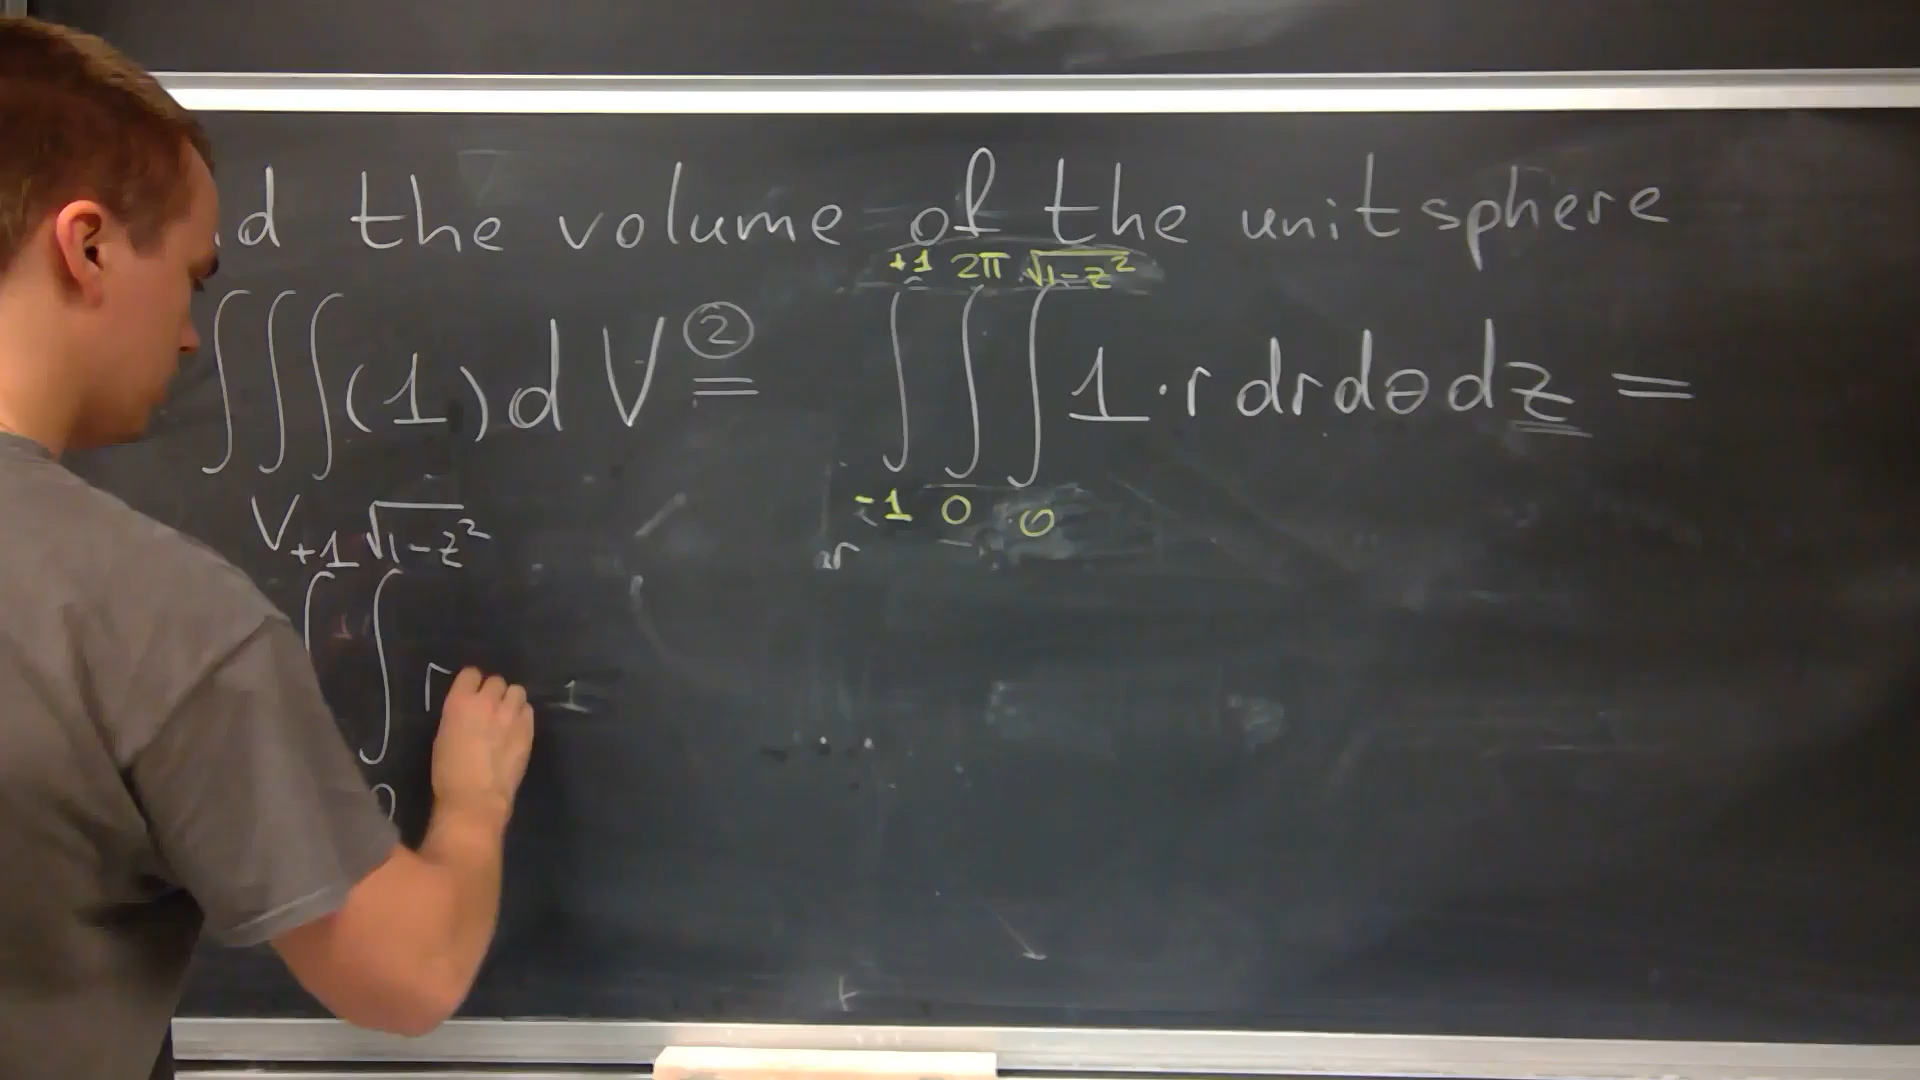 d the volume of the unit sphere
∫∫∫(1)dV ② = ∫∫∫ 1·r dr dθ dz =
+1 2π √1-z²
-1 0 0
V
+1 √1-z²
∫ ∫ r
0